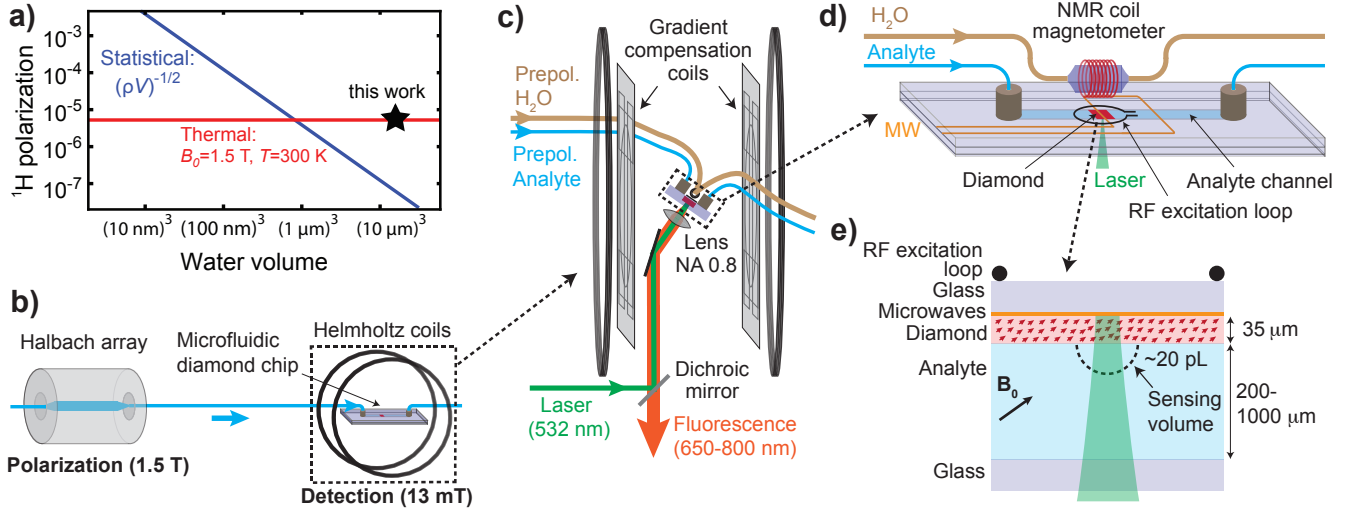 a)
¹H polarization
10⁻³
10⁻⁴
10⁻⁵
10⁻⁶
10⁻⁷
Statistical:
(ρV)⁻¹/²
this work
Thermal:
B₀=1.5 T, T=300 K
(10 nm)³
(100 nm)³
(1 µm)³
(10 µm)³
Water volume
b)
Halbach array
Microfluidic
diamond chip
Helmholtz coils
Polarization (1.5 T)
Detection (13 mT)
c)
Gradient
compensation
coils
Prepol.
H₂O
Prepol.
Analyte
Lens
NA 0.8
Dichroic
mirror
Laser
(532 nm)
Fluorescence
(650-800 nm)
d)
H₂O
Analyte
NMR coil
magnetometer
MW
Diamond
Laser
Analyte channel
RF excitation loop
e)
RF excitation
loop
Glass
Microwaves
Diamond
35 µm
Analyte
~20 pL
B₀
Sensing
volume
200-
1000 µm
Glass